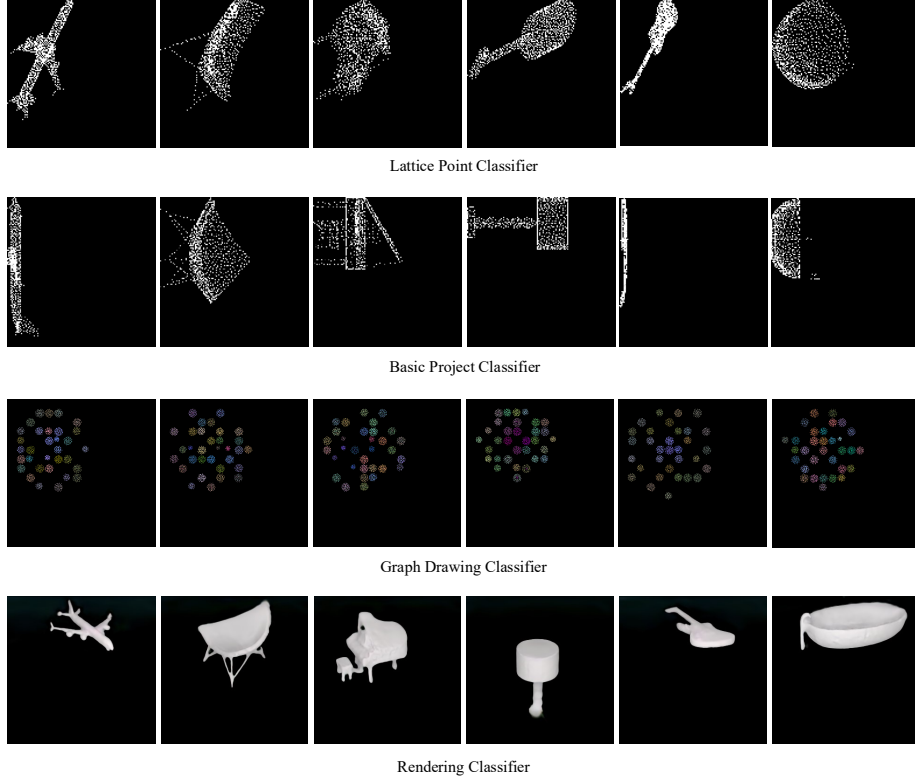 Lattice Point Classifier
Basic Project Classifier
Graph Drawing Classifier
Rendering Classifier